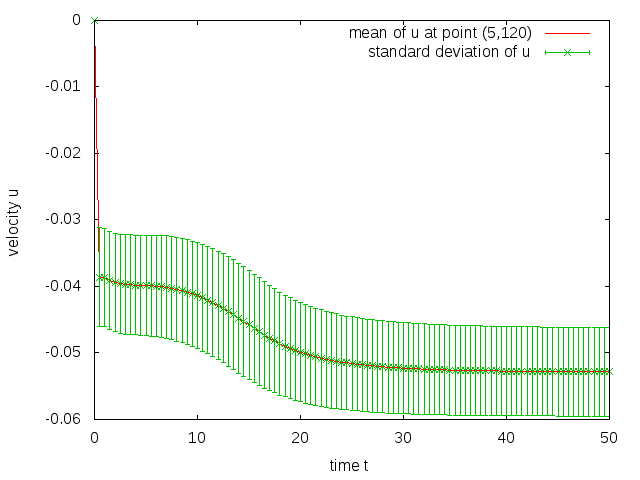 mean of u at point (5,120)
standard deviation of u
0
-0.01
-0.02
-0.03
-0.04
-0.05
-0.06
velocity u
0 10 20 30 40 50
time t